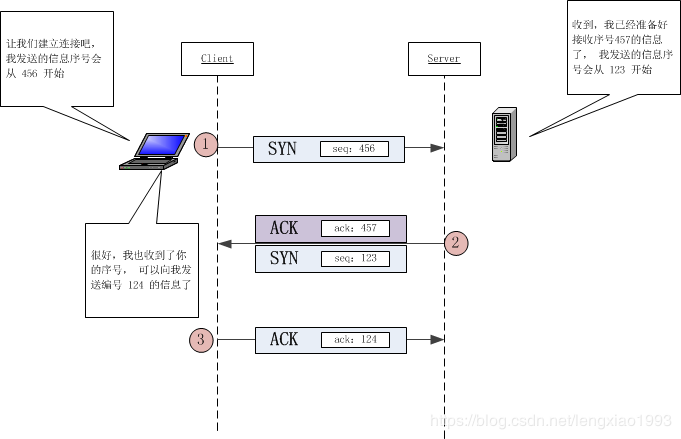 让我们建立连接吧，
我发送的信息序号会
从 456 开始
收到，我已经准备好
接收序号457的信息
了， 我发送的信息序
号会从 123 开始
Client
Server
1
SYN
seq: 456
ACK
ack: 457
2
SYN
seq: 123
很好，我也收到了你
的序号， 可以向我发
送编号 124 的信息了
3
ACK
ack: 124
https://blog.csdn.net/lengxiao1993